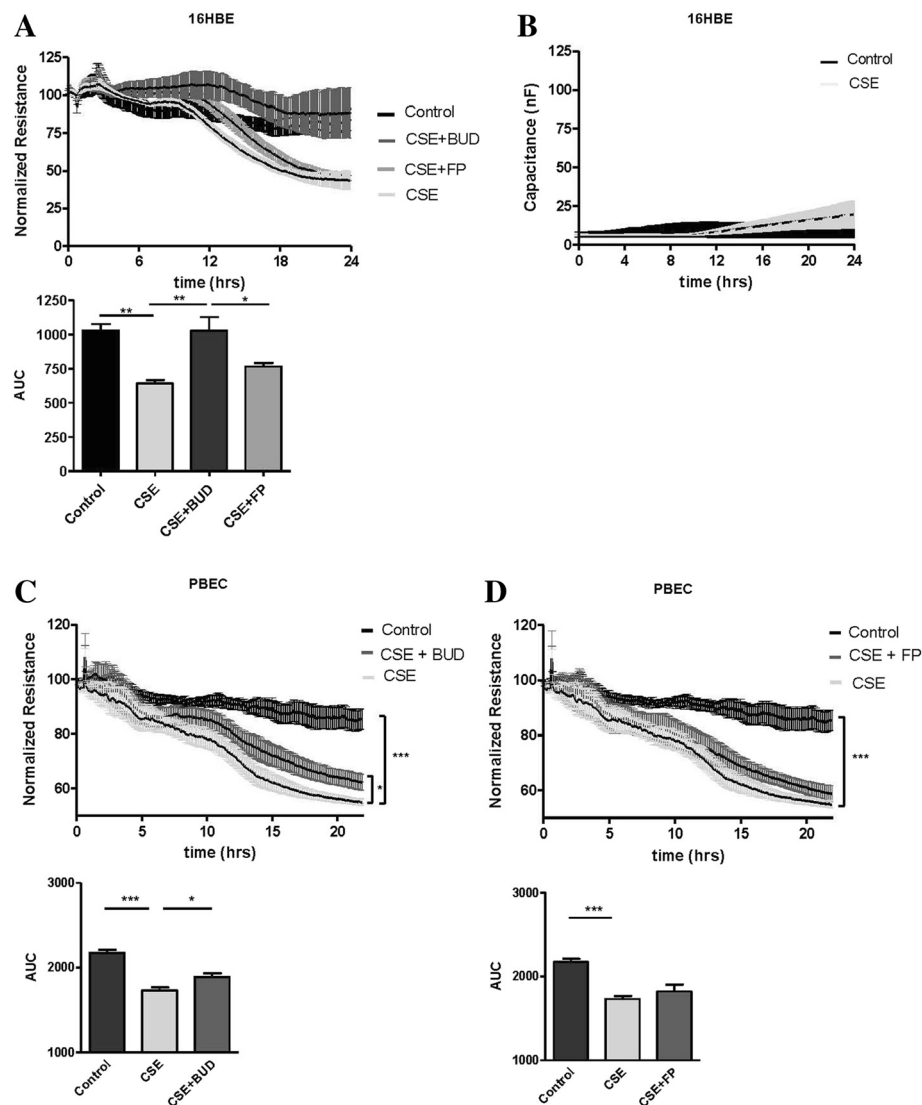 A
16HBE
Normalized Resistance
125
100
75
50
25
0
6
12
18
24
time (hrs)
Control
CSE+BUD
CSE+FP
CSE
AUC
1250
1000
750
500
250
0
**
**
*
Control
CSE
CSE+BUD
CSE+FP
B
16HBE
Capacitance (nF)
125
100
75
50
25
0
0
4
8
12
16
20
24
time (hrs)
Control
CSE
C
PBEC
Normalized Resistance
120
100
80
60
0
5
10
15
20
time (hrs)
Control
CSE + BUD
CSE
***
*
AUC
3000
2000
1000
***
*
Control
CSE
CSE+BUD
D
PBEC
Normalized Resistance
120
100
80
60
0
5
10
15
20
time (hrs)
Control
CSE + FP
CSE
***
AUC
3000
2000
1000
***
Control
CSE
CSE+FP